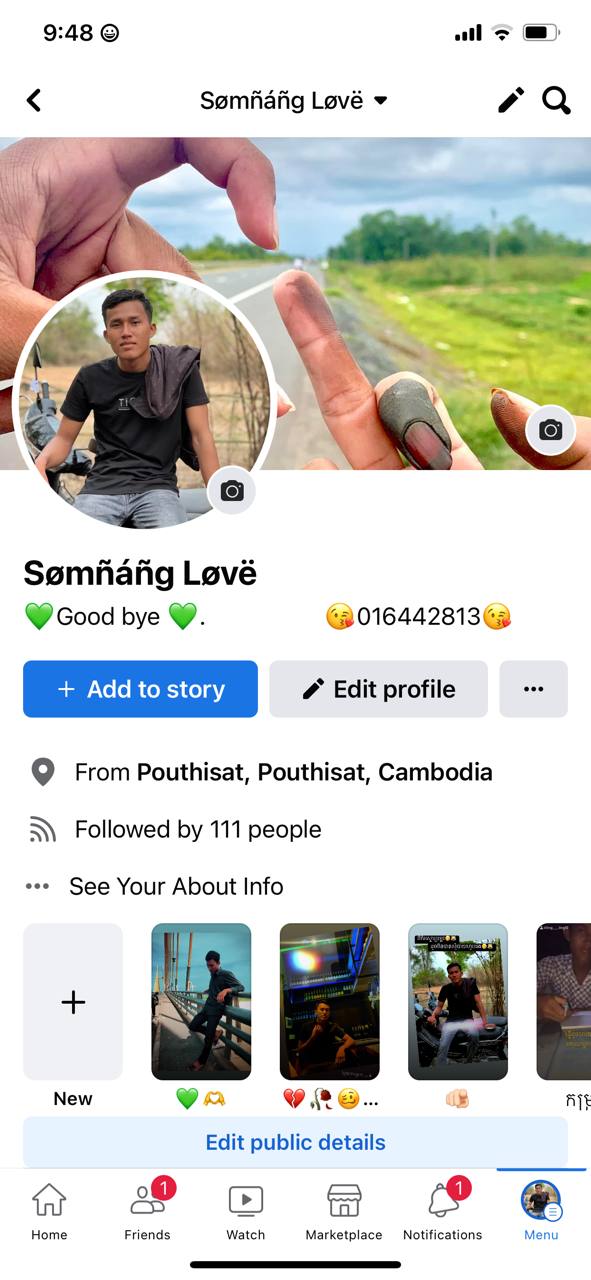 9:48
Sømñáñg Løvë
Sømñáñg Løvë
💚Good bye 💚. 😘016442813😘
+ Add to story
Edit profile
From Pouthisat, Pouthisat, Cambodia
Followed by 111 people
See Your About Info
New
💚🫶
💔🥀🥴...
🫵🏻
Edit public details
1
1
Home
Friends
Watch
Marketplace
Notifications
Menu